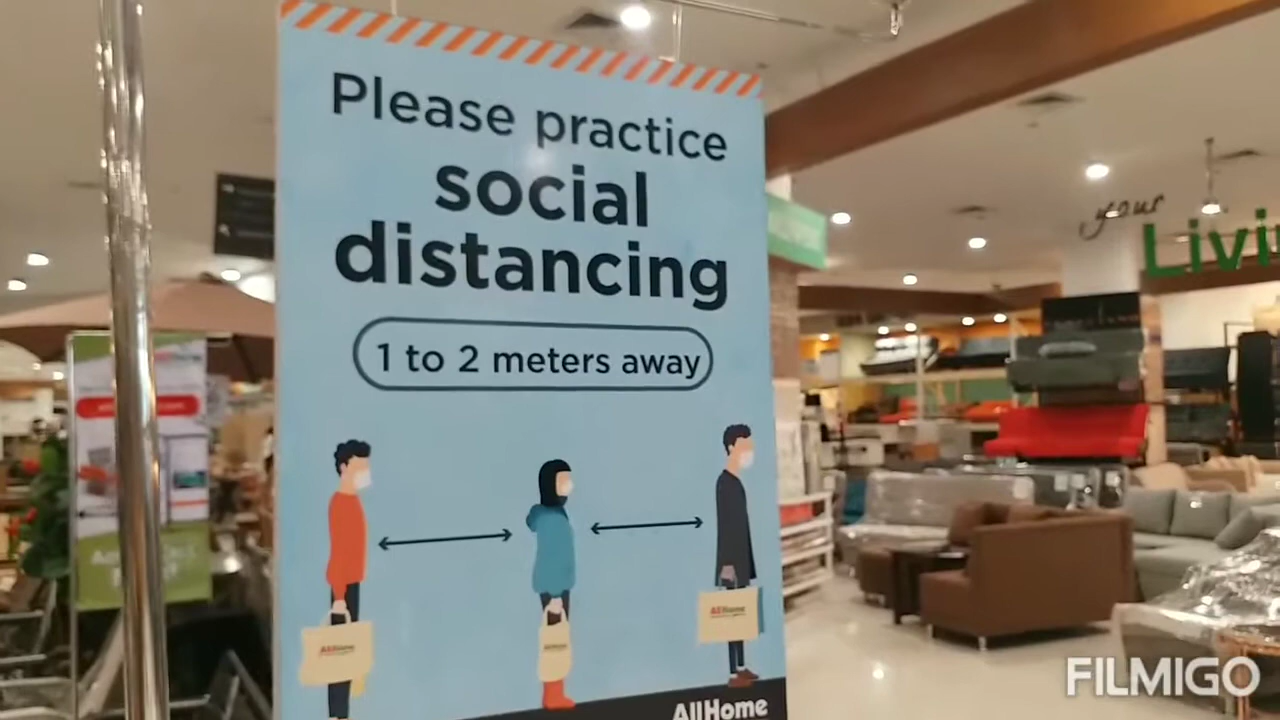 Please practice
social
distancing
1 to 2 meters away
AllHome
AllHome
AllHome
AllHome
your
Livi
FILMIGO